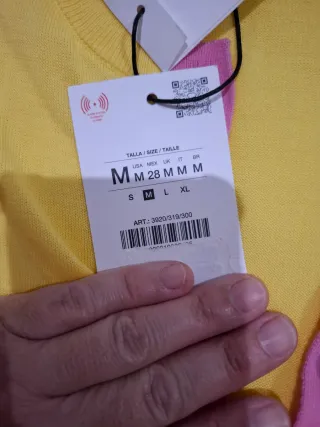 TALLA / SIZE / TAILLE
USA MEX UK IT BR
M M 28 M M M
S M L XL
ART.: 3920/319/300